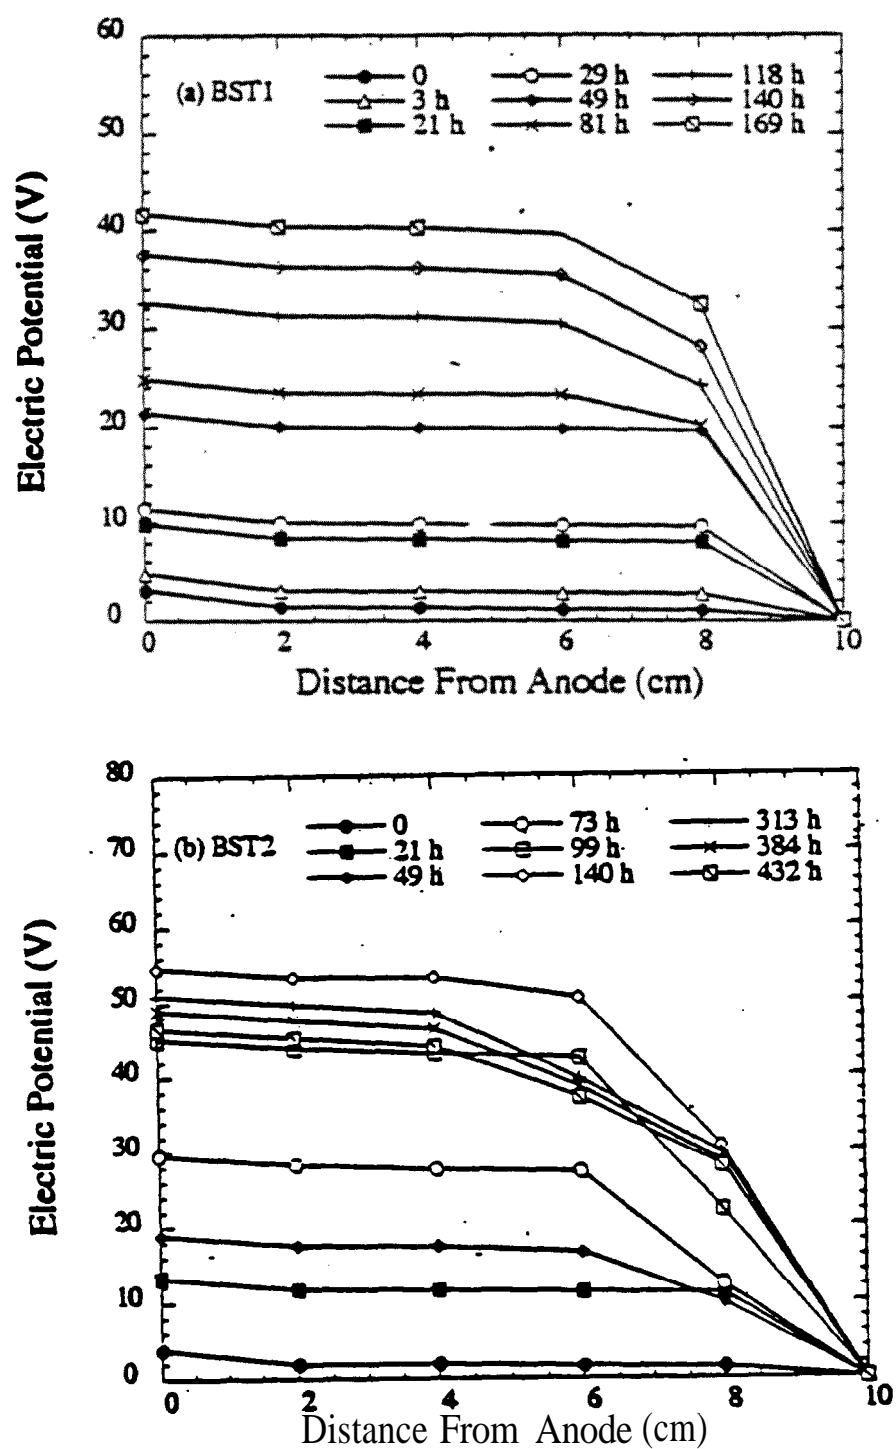 60
50
40
30
20
10
0
Electric Potential (V)
(a) BST1
0 29 h 118 h
3 h 49 h 140 h
21 h 81 h 169 h
0 2 4 6 8 10
Distance From Anode (cm)
80
70
60
50
40
30
20
10
0
Electric Potential (V)
(b) BST2
0 73 h 313 h
21 h 99 h 384 h
49 h 140 h 432 h
0 2 4 6 8 10
Distance From Anode (cm)